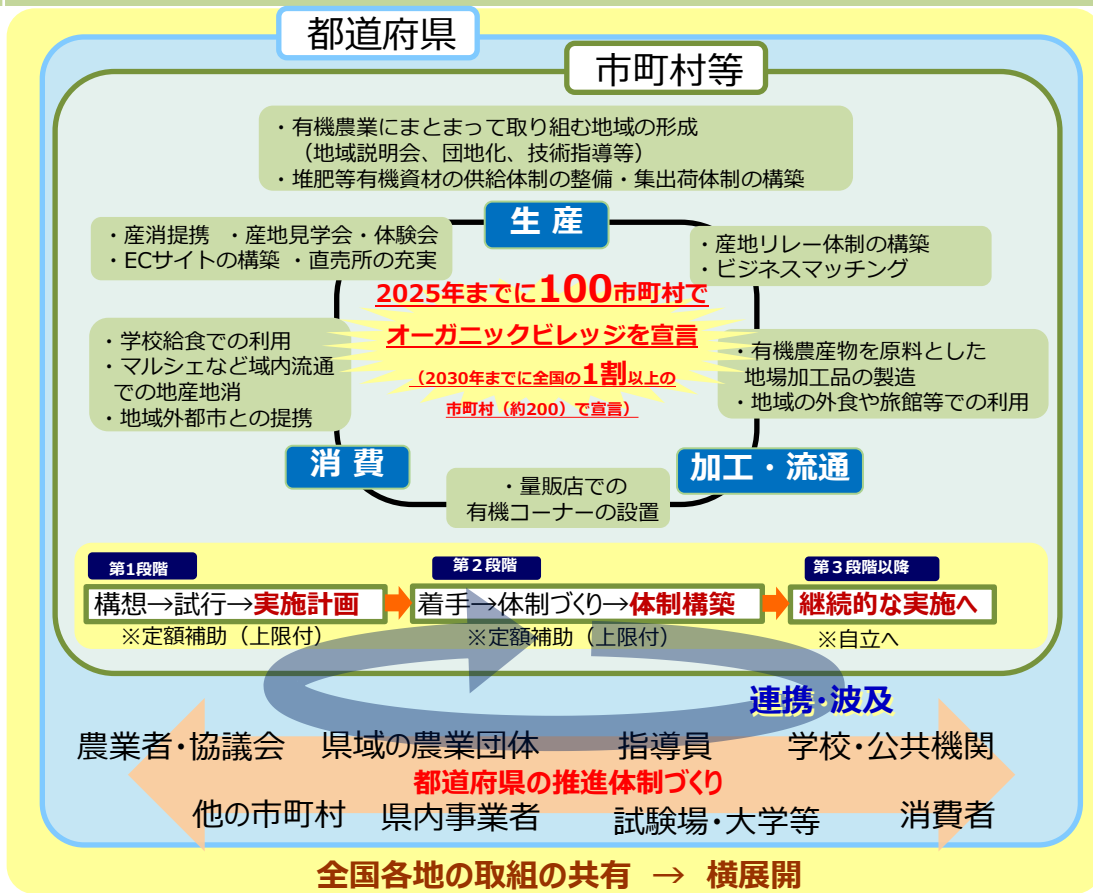 都道府県
市町村等
・有機農業にまとまって取り組む地域の形成
（地域説明会、団地化、技術指導等）
・堆肥等有機資材の供給体制の整備・集出荷体制の構築
生 産
・産消提携 ・産地見学会・体験会
・ECサイトの構築 ・直売所の充実
・産地リレー体制の構築
・ビジネスマッチング
2025年までに100市町村で
オーガニックビレッジを宣言
（2030年までに全国の1割以上の
市町村（約200）で宣言）
・学校給食での利用
・マルシェなど域内流通
での地産地消
・地域外都市との提携
・有機農産物を原料とした
地場加工品の製造
・地域の外食や旅館等での利用
消 費
加工・流通
・量販店での
有機コーナーの設置
第1段階
構想→試行→実施計画
※定額補助（上限付）
第２段階
着手→体制づくり→体制構築
※定額補助（上限付）
第３段階以降
継続的な実施へ
※自立へ
連携・波及
農業者・協議会 県域の農業団体 指導員 学校・公共機関
都道府県の推進体制づくり
他の市町村 県内事業者 試験場・大学等 消費者
全国各地の取組の共有 → 横展開